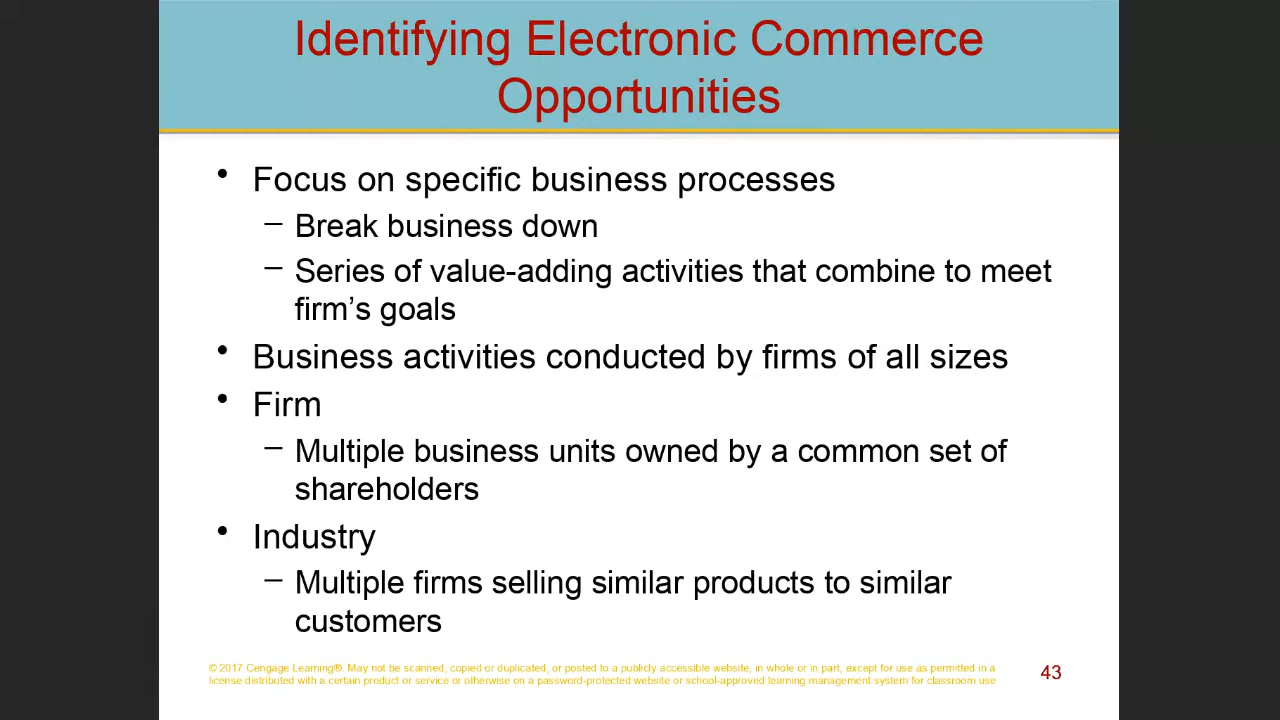 Identifying Electronic Commerce
Opportunities
• Focus on specific business processes
– Break business down
– Series of value-adding activities that combine to meet
firm’s goals
• Business activities conducted by firms of all sizes
• Firm
– Multiple business units owned by a common set of
shareholders
• Industry
– Multiple firms selling similar products to similar
customers
© 2017 Cengage Learning®. May not be scanned, copied or duplicated, or posted to a publicly accessible website, in whole or in part, except for use as permitted in a
license distributed with a certain product or service or otherwise on a password-protected website or school-approved learning management system for classroom use
43